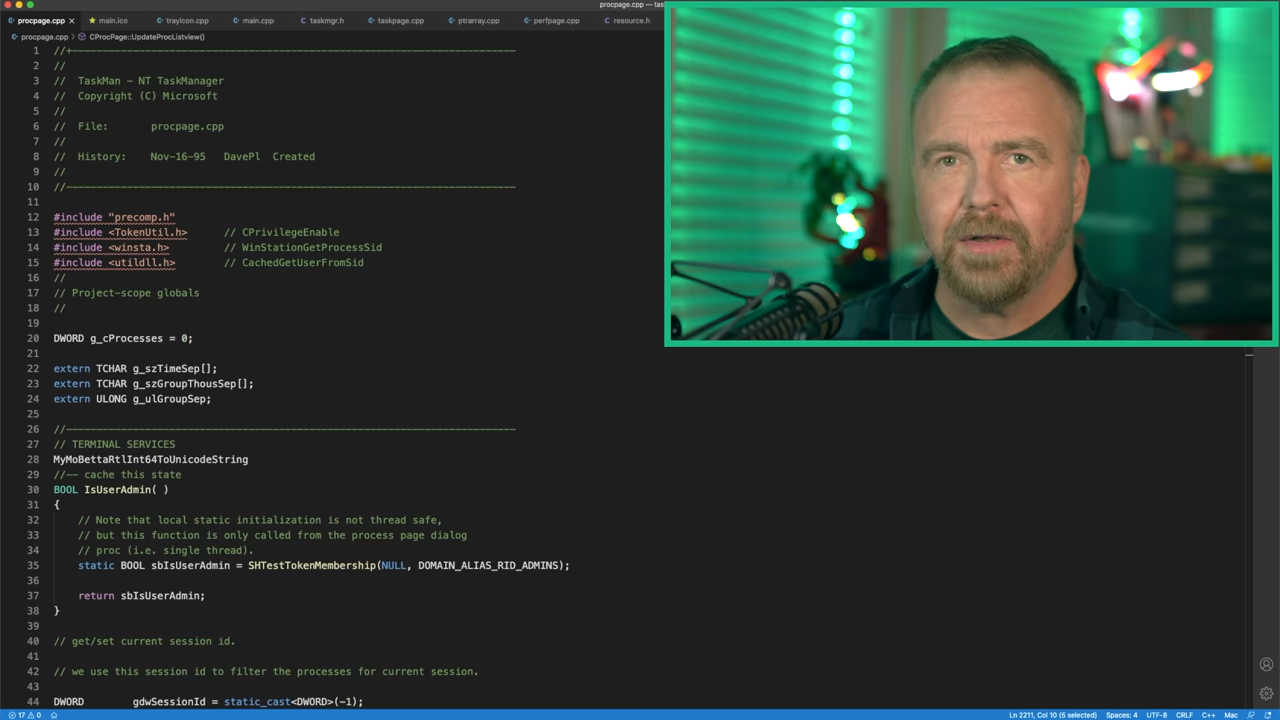 procpage.cpp — tas
procpage.cpp × main.ico trayicon.cpp main.cpp taskmgr.h taskpage.cpp ptrarray.cpp perfpage.cpp resource.h
procpage.cpp > CProcPage::UpdateProcListview()
1 //+---------------------------------------------------------------------------
2 //
3 //  TaskMan - NT TaskManager
4 //  Copyright (C) Microsoft
5 //
6 //  File:       procpage.cpp
7 //
8 //  History:    Nov-16-95   DavePl  Created
9 //
10 //--------------------------------------------------------------------------
11
12 #include "precomp.h"
13 #include <TokenUtil.h>      // CPrivilegeEnable
14 #include <winsta.h>         // WinStationGetProcessSid
15 #include <utildll.h>        // CachedGetUserFromSid
16 //
17 // Project-scope globals
18 //
19
20 DWORD g_cProcesses = 0;
21
22 extern TCHAR g_szTimeSep[];
23 extern TCHAR g_szGroupThousSep[];
24 extern ULONG g_ulGroupSep;
25
26 //--------------------------------------------------------------------------
27 // TERMINAL SERVICES
28 MyMoBettaRtlInt64ToUnicodeString
29 //-- cache this state
30 BOOL IsUserAdmin( )
31 {
32     // Note that local static initialization is not thread safe,
33     // but this function is only called from the process page dialog
34     // proc (i.e. single thread).
35     static BOOL sbIsUserAdmin = SHTestTokenMembership(NULL, DOMAIN_ALIAS_RID_ADMINS);
36
37     return sbIsUserAdmin;
38 }
39
40 // get/set current session id.
41
42 // we use this session id to filter the processes for current session.
43
44 DWORD        gdwSessionId = static_cast<DWORD>(-1);
17 0 Ln 2211, Col 10 (5 selected) Spaces: 4 UTF-8 CRLF C++ Mac